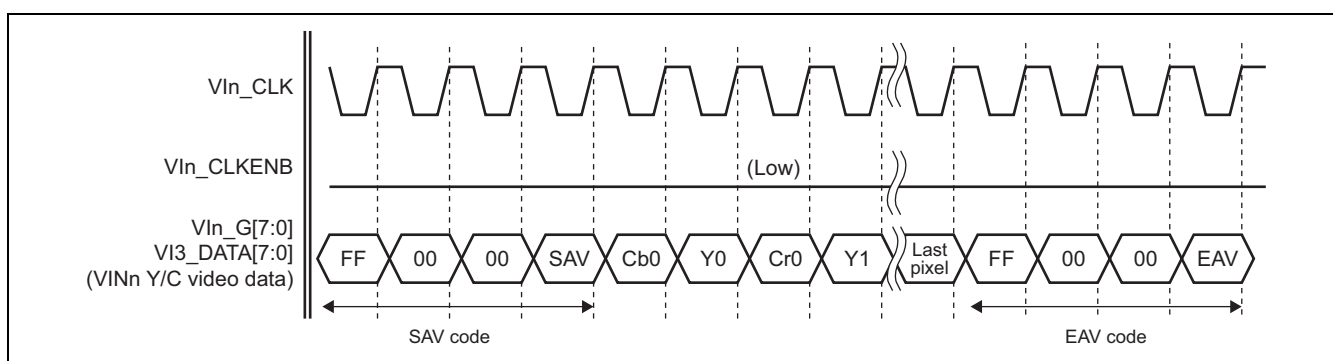 VIn_CLK
VIn_CLKENB
(Low)
VIn_G[7:0]
VI3_DATA[7:0]
(VINn Y/C video data)
FF 00 00 SAV Cb0 Y0 Cr0 Y1 Last pixel FF 00 00 EAV
SAV code EAV code